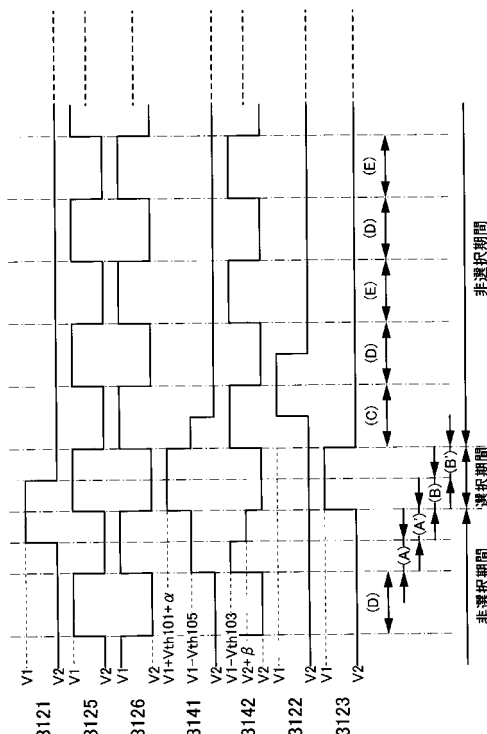 3121
V1
V2
3125
V1
V2
3126
V1
V2
3141
V1+Vth101+α
V1-Vth105
V2
3142
V1-Vth103
V2+β
V2
3122
V1
V2
3123
V1
V2
(D)
(A)
(A')
(B)
(B')
(C)
(D)
(E)
(D)
(E)
非選択期間
選択期間
非選択期間